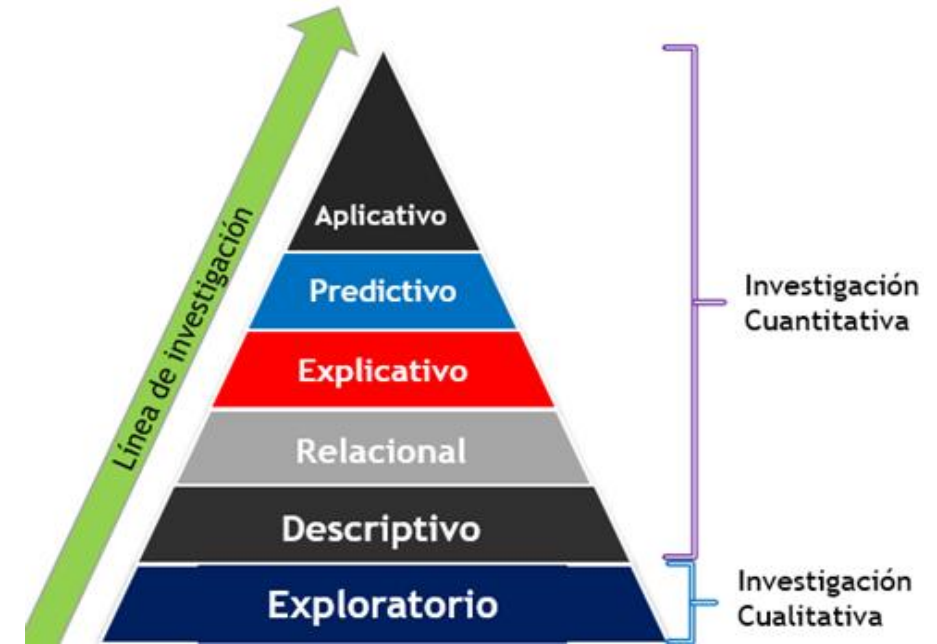 Línea de investigación
Aplicativo
Predictivo
Explicativo
Relacional
Descriptivo
Exploratorio
Investigación
Cuantitativa
Investigación
Cualitativa